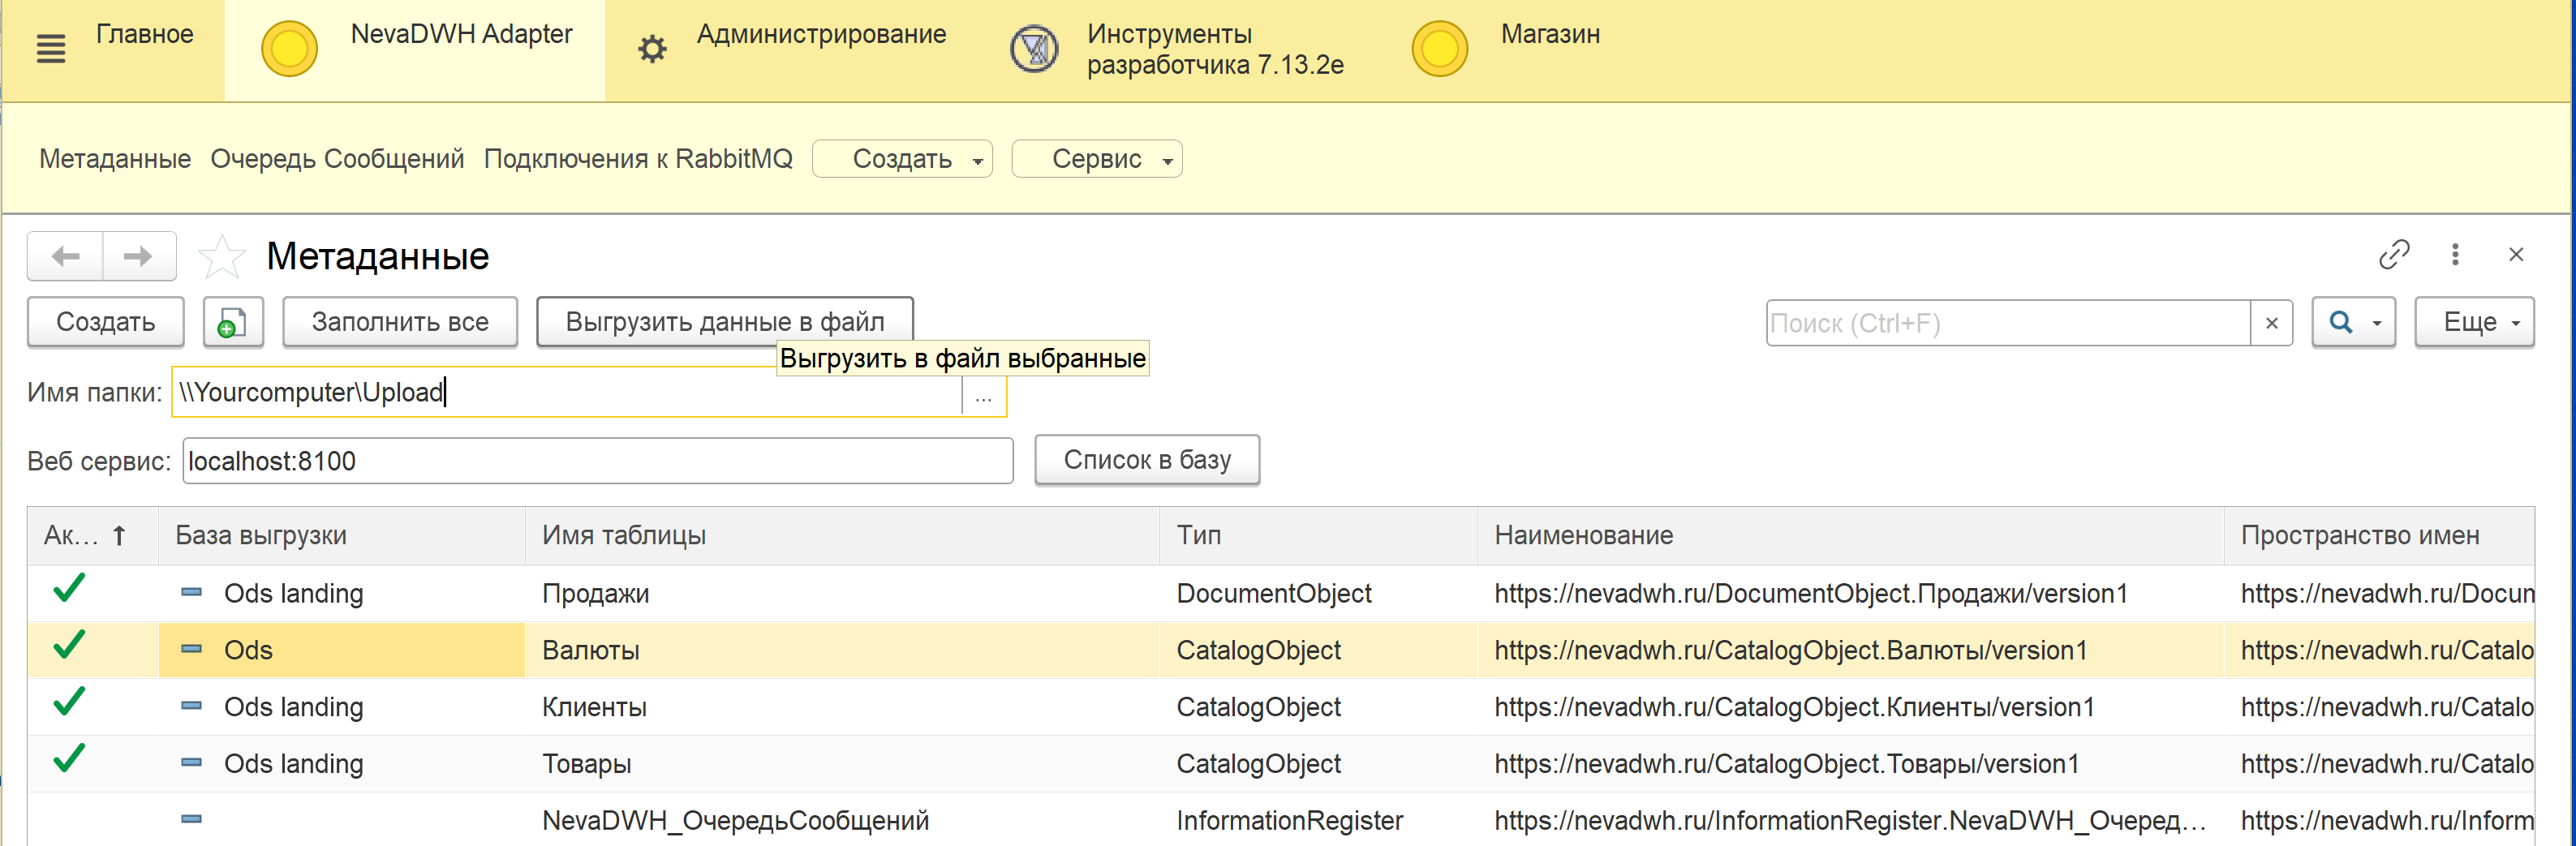 Главное
NevaDWH Adapter
Администрирование
Инструменты
разработчика 7.13.2e
Магазин
Метаданные Очередь Сообщений Подключения к RabbitMQ Создать Сервис
Метаданные
Создать Заполнить все Выгрузить данные в файл Поиск (Ctrl+F) × Еще
Выгрузить в файл выбранные
Имя папки: \\Yourcomputer\Upload ...
Веб сервис: localhost:8100 Список в базу
Ак... ↑ База выгрузки Имя таблицы Тип Наименование Пространство имен
Ods landing Продажи DocumentObject https://nevadwh.ru/DocumentObject.Продажи/version1 https://nevadwh.ru/Docum
Ods Валюты CatalogObject https://nevadwh.ru/CatalogObject.Валюты/version1 https://nevadwh.ru/Catalo
Ods landing Клиенты CatalogObject https://nevadwh.ru/CatalogObject.Клиенты/version1 https://nevadwh.ru/Catalo
Ods landing Товары CatalogObject https://nevadwh.ru/CatalogObject.Товары/version1 https://nevadwh.ru/Catalo
NevaDWH_ОчередьСообщений InformationRegister https://nevadwh.ru/InformationRegister.NevaDWH_Очеред... https://nevadwh.ru/Inform